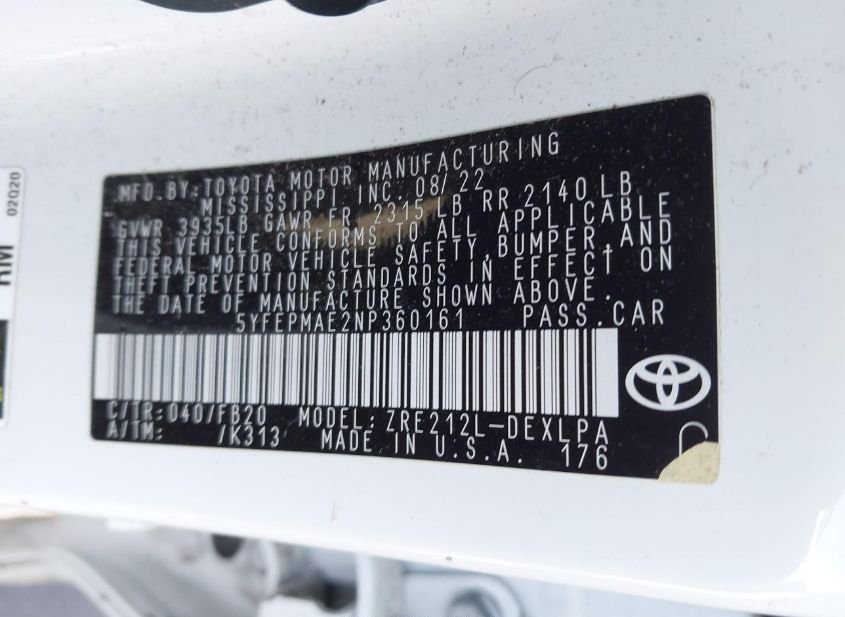 MFD.BY:TOYOTA MOTOR MANUFACTURING
MISSISSIPPI INC 08/22
GVWR 3935LB GAWR FR 2315 LB RR 2140 LB
THIS VEHICLE CONFORMS TO ALL APPLICABLE
FEDERAL MOTOR VEHICLE SAFETY,BUMPER,AND
THEFT PREVENTION STANDARDS IN EFFECT ON
THE DATE OF MANUFACTURE SHOWN ABOVE.
5YFEPMAE2NP360161 PASS.CAR
C/TR: 040/FB20 MODEL: ZRE212L-DEXLPA
A/TM: /K313 MADE IN U.S.A. 176
02020
RM